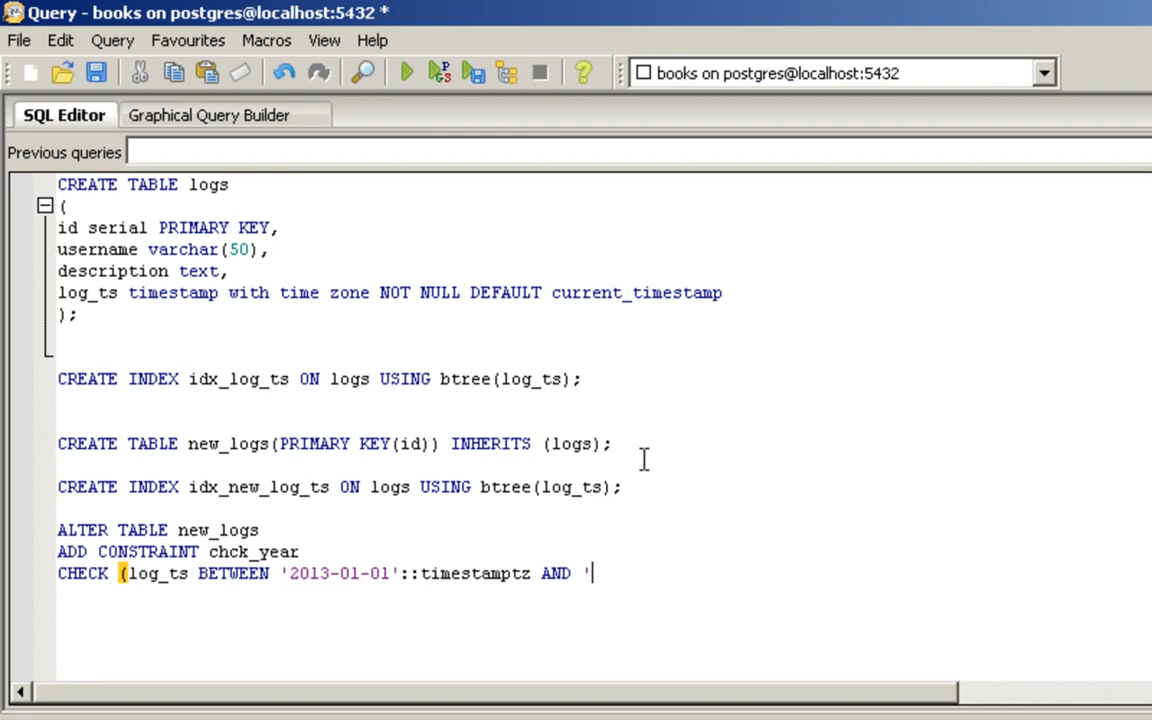 Query - books on postgres@localhost:5432 *
File Edit Query Favourites Macros View Help
books on postgres@localhost:5432
SQL Editor Graphical Query Builder
Previous queries
CREATE TABLE logs
(
id serial PRIMARY KEY,
username varchar(50),
description text,
log_ts timestamp with time zone NOT NULL DEFAULT current_timestamp
);
CREATE INDEX idx_log_ts ON logs USING btree(log_ts);
CREATE TABLE new_logs(PRIMARY KEY(id)) INHERITS (logs);
CREATE INDEX idx_new_log_ts ON logs USING btree(log_ts);
ALTER TABLE new_logs
ADD CONSTRAINT chck_year
CHECK (log_ts BETWEEN '2013-01-01'::timestamptz AND '